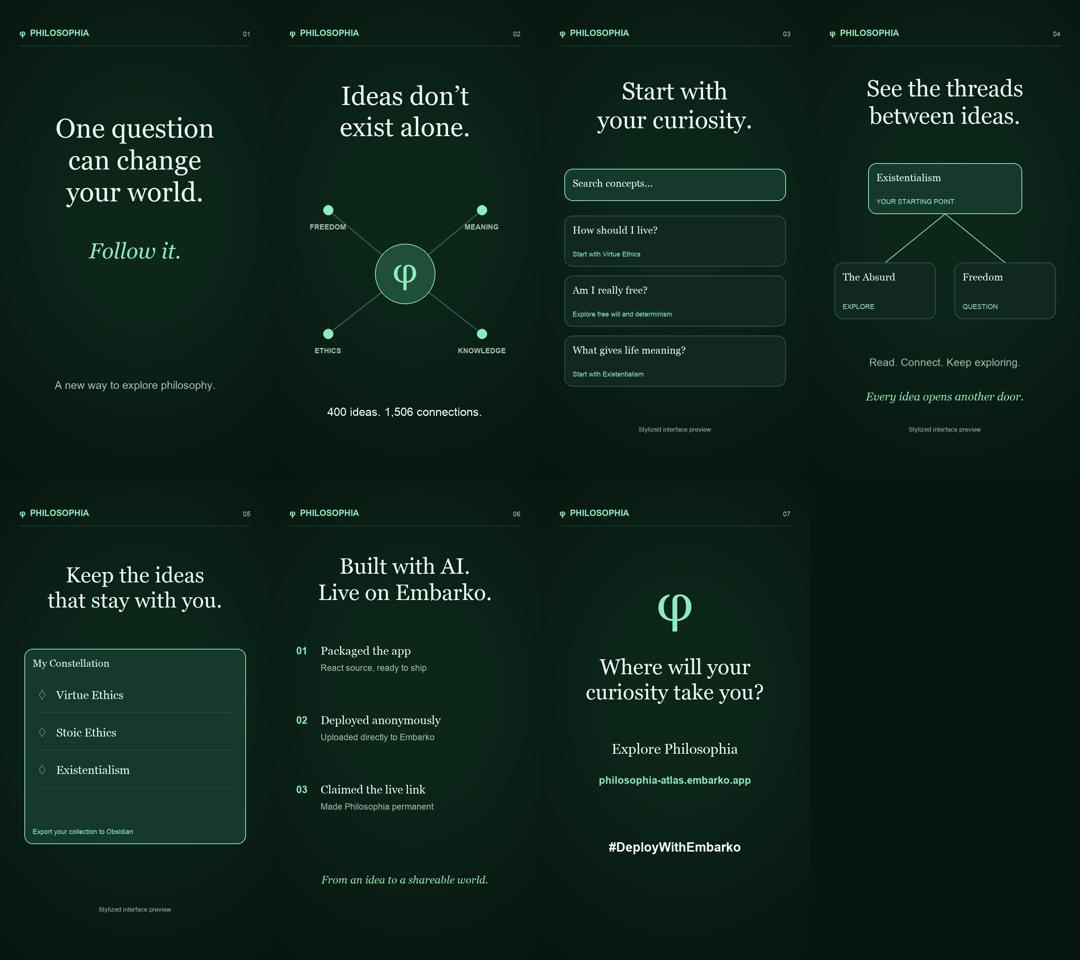 φ PHILOSOPHIA 01
One question
can change
your world.
Follow it.
A new way to explore philosophy.
φ PHILOSOPHIA 02
Ideas don’t
exist alone.
FREEDOM
MEANING
φ
ETHICS
KNOWLEDGE
400 ideas. 1,506 connections.
φ PHILOSOPHIA 03
Start with
your curiosity.
Search concepts...
How should I live?
Start with Virtue Ethics
Am I really free?
Explore free will and determinism
What gives life meaning?
Start with Existentialism
Stylized interface preview
φ PHILOSOPHIA 04
See the threads
between ideas.
Existentialism
YOUR STARTING POINT
The Absurd
EXPLORE
Freedom
QUESTION
Read. Connect. Keep exploring.
Every idea opens another door.
Stylized interface preview
φ PHILOSOPHIA 05
Keep the ideas
that stay with you.
My Constellation
Virtue Ethics
Stoic Ethics
Existentialism
Export your collection to Obsidian
Stylized interface preview
φ PHILOSOPHIA 06
Built with AI.
Live on Embarko.
01 Packaged the app
React source, ready to ship
02 Deployed anonymously
Uploaded directly to Embarko
03 Claimed the live link
Made Philosophia permanent
From an idea to a shareable world.
φ PHILOSOPHIA 07
φ
Where will your
curiosity take you?
Explore Philosophia
philosophia-atlas.embarko.app
#DeployWithEmbarko